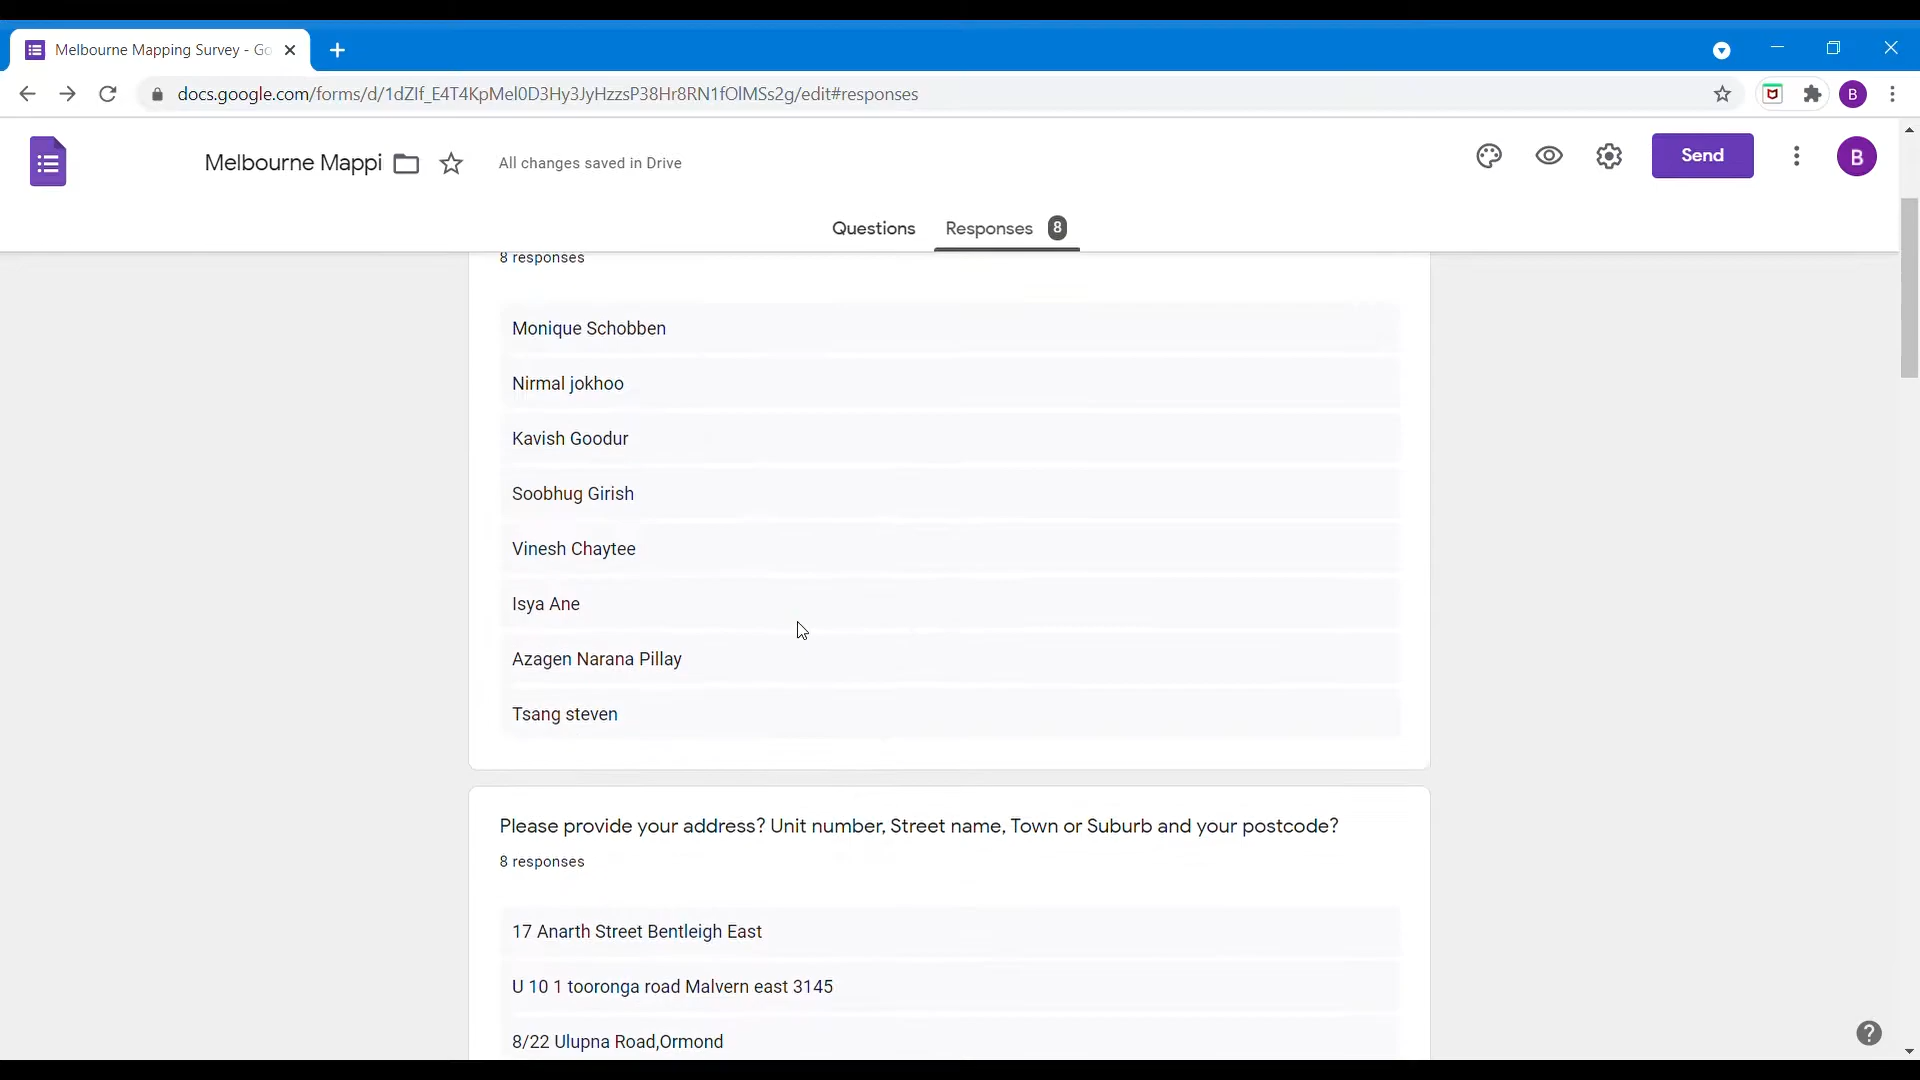 Melbourne Mapping Survey - Go
docs.google.com/forms/d/1dZIf_E4T4KpMel0D3Hy3JyHzzsP38Hr8RN1fOlMSs2g/edit#responses
B
Melbourne Mappi
All changes saved in Drive
Send
B
Questions
Responses
8
8 responses
Monique Schobben
Nirmal jokhoo
Kavish Goodur
Soobhug Girish
Vinesh Chaytee
Isya Ane
Azagen Narana Pillay
Tsang steven
Please provide your address? Unit number, Street name, Town or Suburb and your postcode?
8 responses
17 Anarth Street Bentleigh East
U 10 1 tooronga road Malvern east 3145
8/22 Ulupna Road,Ormond